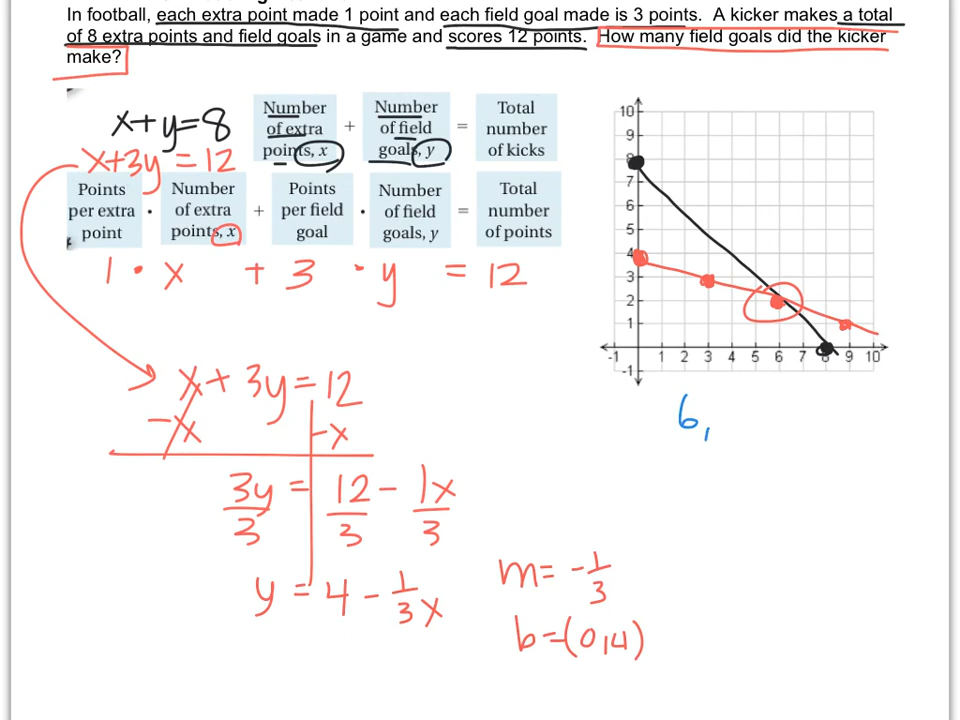 In football, each extra point made 1 point and each field goal made is 3 points. A kicker makes a total
of 8 extra points and field goals in a game and scores 12 points. How many field goals did the kicker
make?
x+y=8
Number of extra points, x + Number of field goals, y = Total number of kicks
x+3y=12
Points per extra point · Number of extra points, x + Points per field goal · Number of field goals, y = Total number of points
1 · x + 3 · y = 12
10
9
8
7
6
5
4
3
2
1
-1 1 2 3 4 5 6 7 8 9 10
-1
6,
x+3y=12
-x -x
3y/3 = 12/3 - 1x/3
y = 4 - 1/3 x
m= -1/3
b=(0,4)